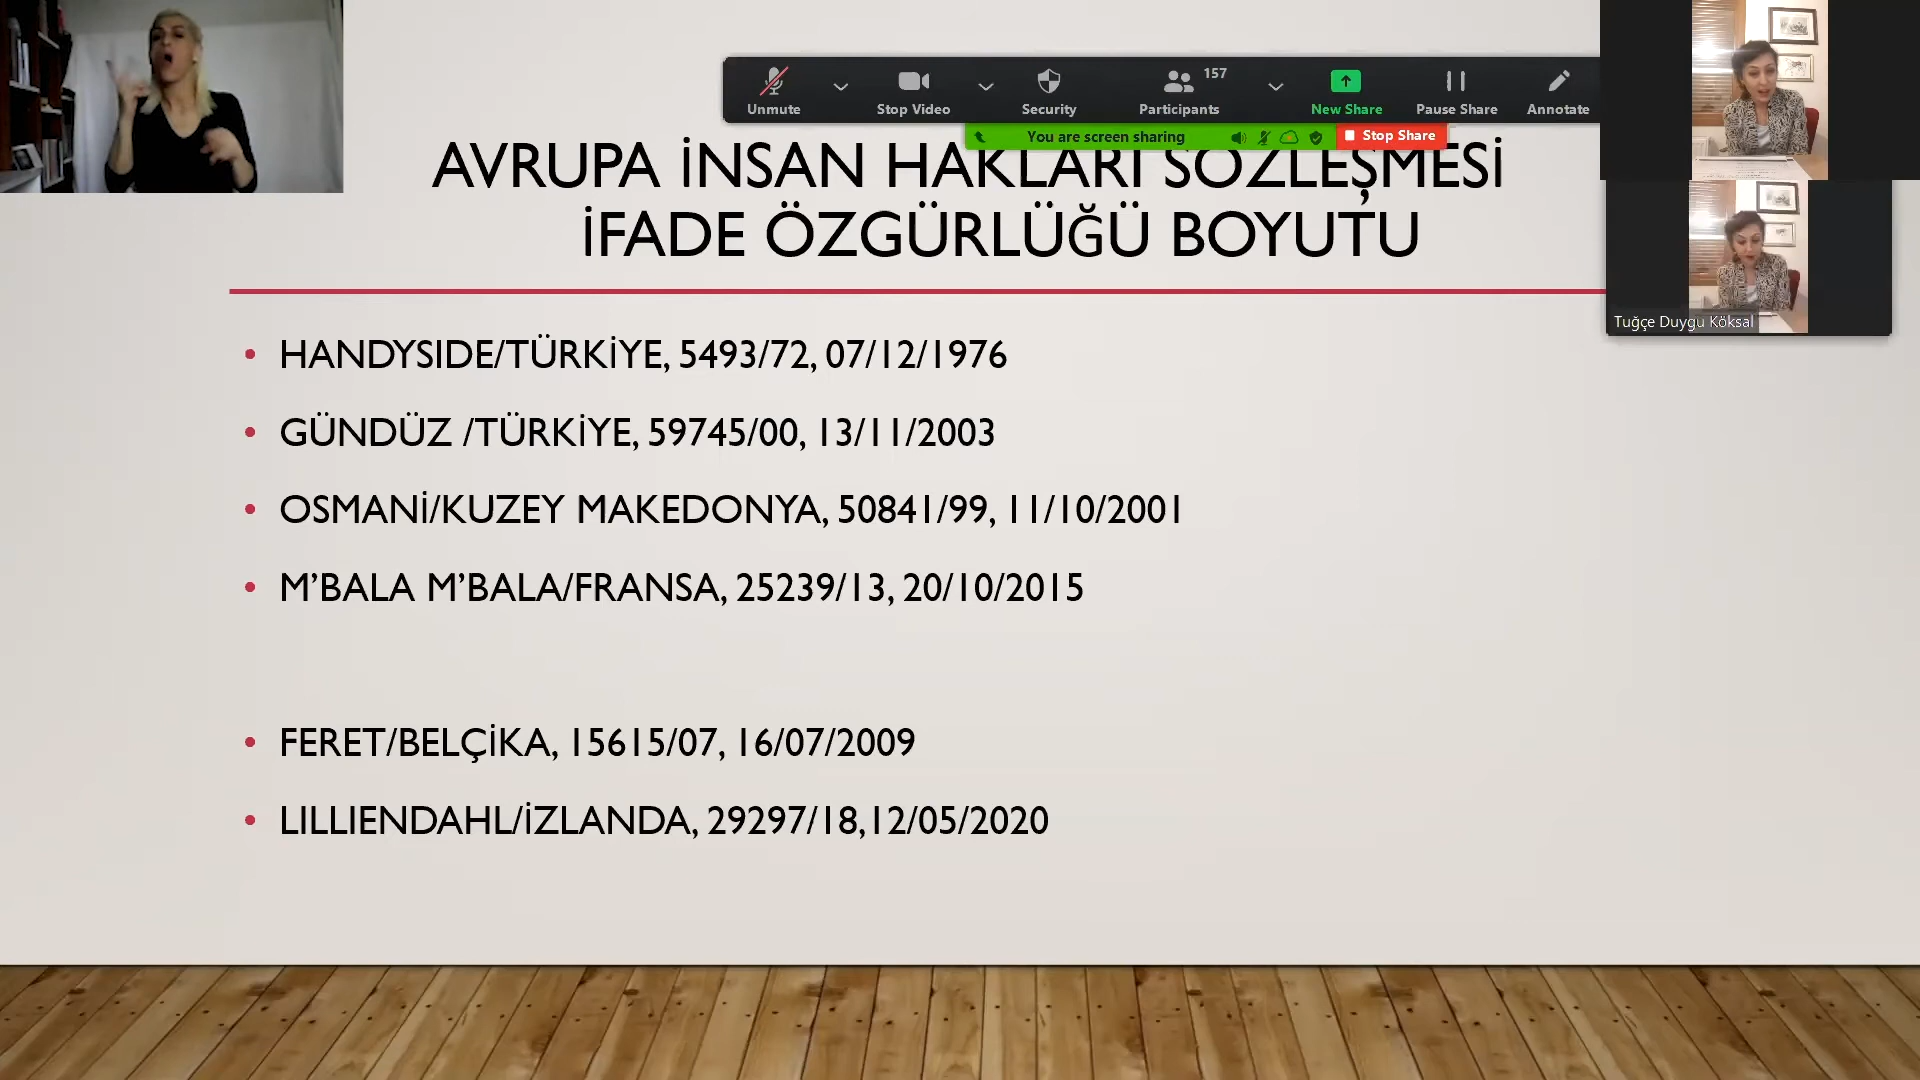 157
Unmute
Stop Video
Security
Participants
New Share
Pause Share
Annotate
You are screen sharing
Stop Share
AVRUPA İNSAN HAKLARI SÖZLEŞMESİ
İFADE ÖZGÜRLÜĞÜ BOYUTU
Tuğçe Duygu Köksal
• HANDYSIDE/TÜRKİYE, 5493/72, 07/12/1976
• GÜNDÜZ /TÜRKİYE, 59745/00, 13/11/2003
• OSMANİ/KUZEY MAKEDONYA, 50841/99, 11/10/2001
• M’BALA M’BALA/FRANSA, 25239/13, 20/10/2015
• FERET/BELÇİKA, 15615/07, 16/07/2009
• LILLIENDAHL/İZLANDA, 29297/18,12/05/2020